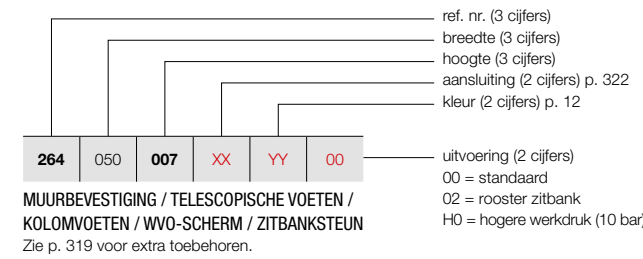 ref. nr. (3 cijfers)
breedte (3 cijfers)
hoogte (3 cijfers)
aansluiting (2 cijfers) p. 322
kleur (2 cijfers) p. 12
264 050 007 XX YY 00
uitvoering (2 cijfers)
00 = standaard
02 = rooster zitbank
H0 = hogere werkdruk (10 bar)
MUURBEVESTIGING / TELESCOPISCHE VOETEN /
KOLOMVOETEN / WVO-SCHERM / ZITBANKSTEUN
Zie p. 319 voor extra toebehoren.